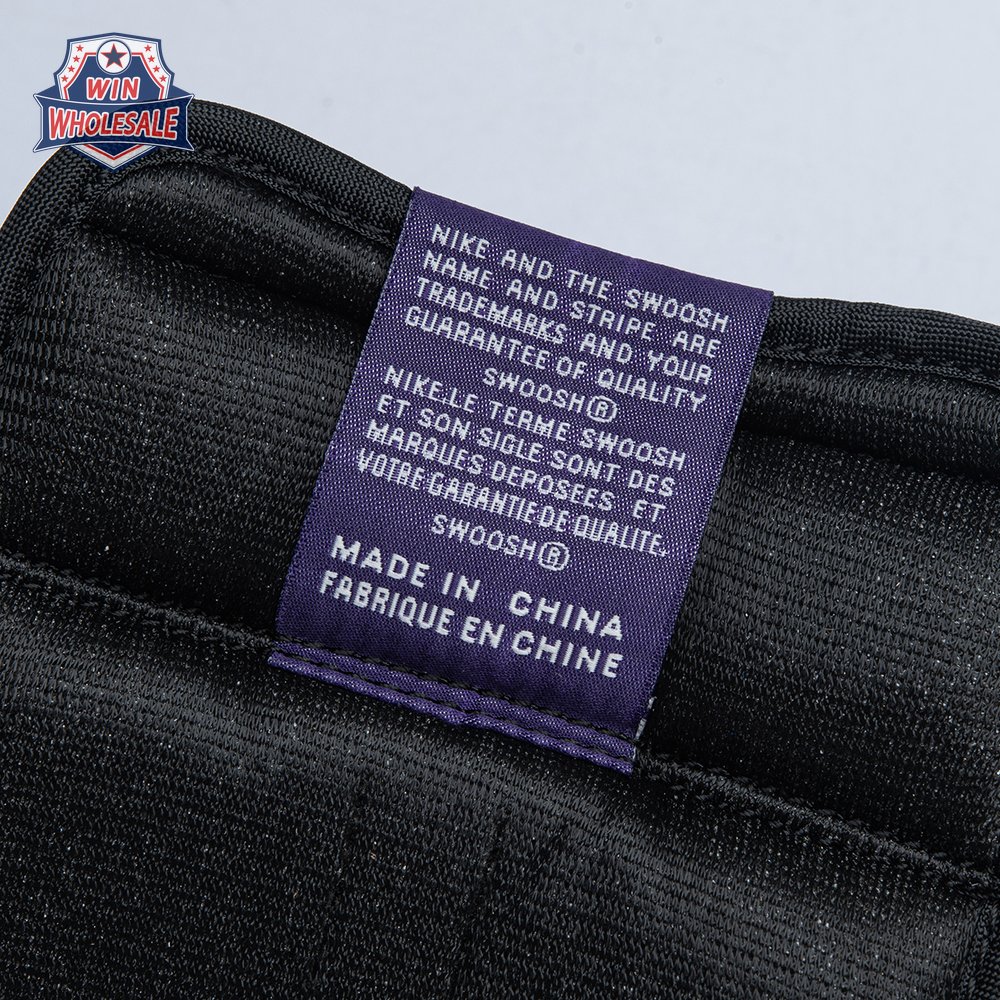 WIN
WHOLESALE
NIKE AND THE SWOOSH
NAME AND STRIPE ARE
TRADEMARKS AND YOUR
GUARANTEE OF QUALITY
SWOOSH®
NIKE.LE TERME SWOOSH
ET SON SIGLE SONT DES
MARQUES DEPOSEES ET
VOTRE GARANTIE DE QUALITE.
SWOOSH®
MADE IN CHINA
FABRIQUE EN CHINE